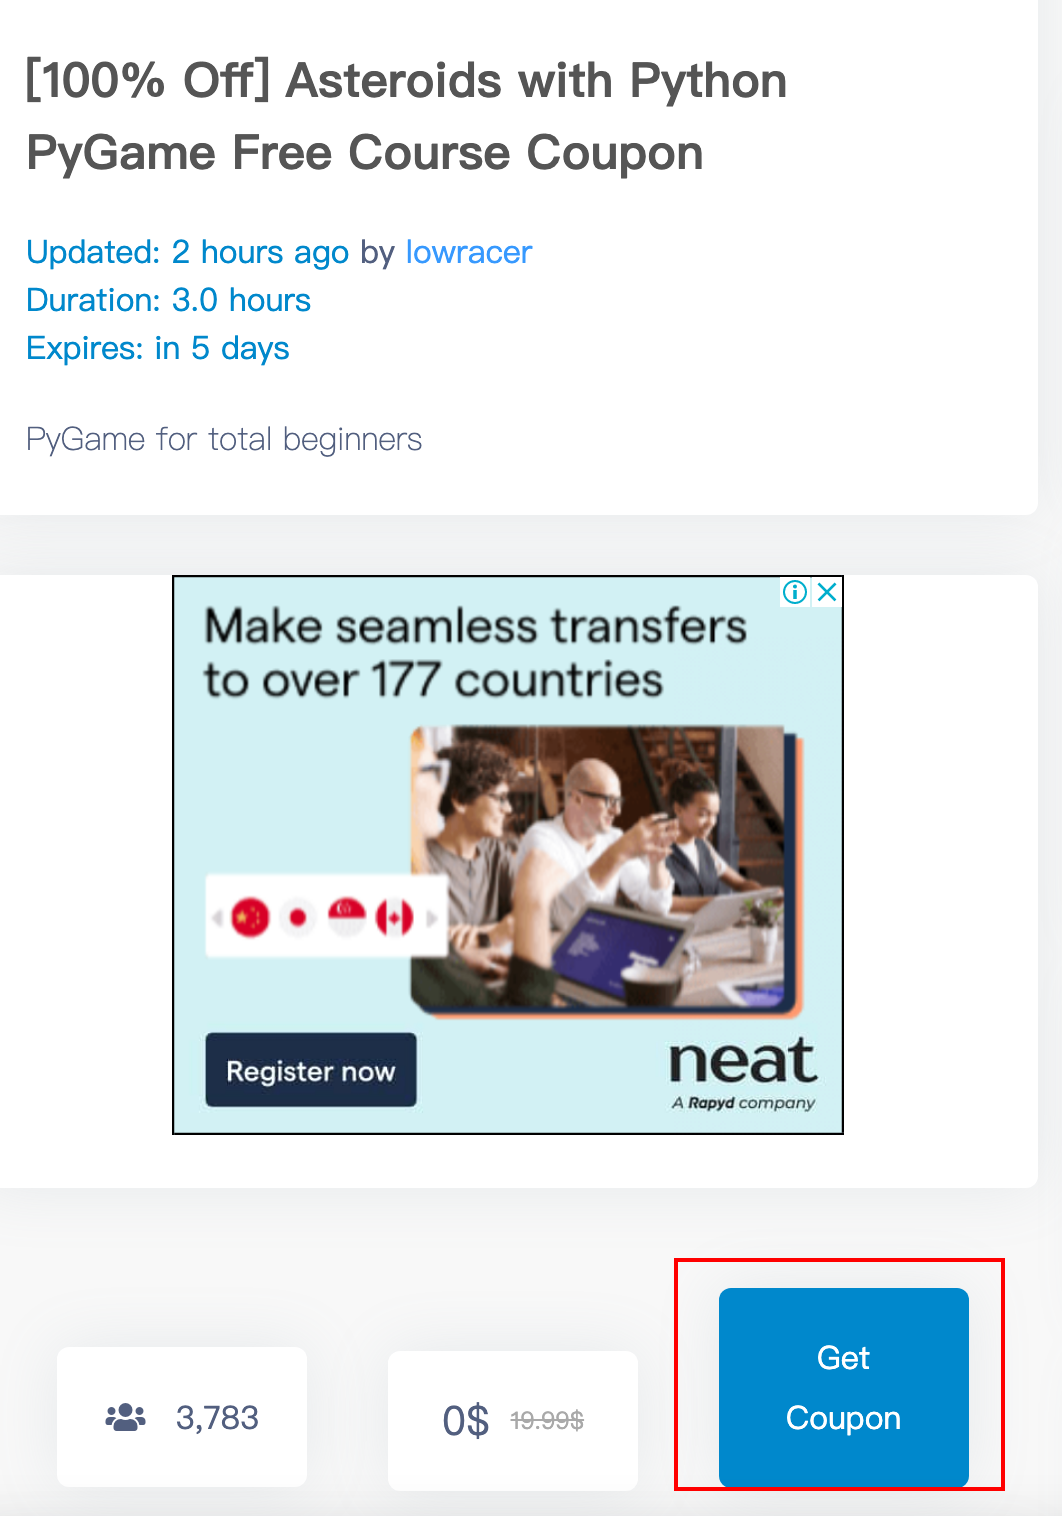 [100% Off] Asteroids with Python
PyGame Free Course Coupon
Updated: 2 hours ago by lowracer
Duration: 3.0 hours
Expires: in 5 days
PyGame for total beginners
Make seamless transfers
to over 177 countries
Register now
neat
A Rapyd company
3,783
0$ 19.99$
Get
Coupon